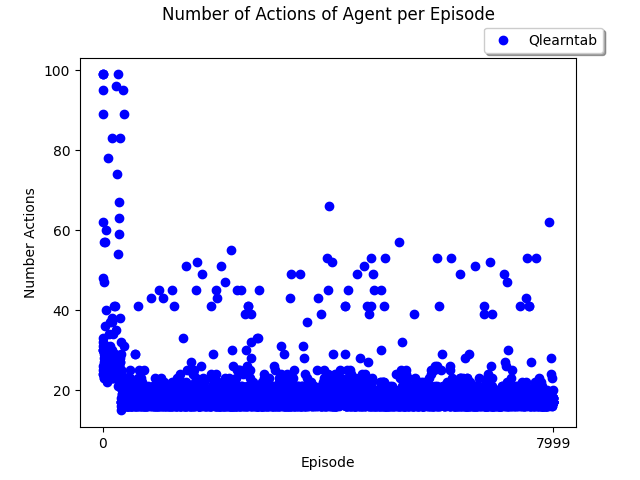 Number of Actions of Agent per Episode
Qlearntab
100
80
60
40
20
Number Actions
0 7999
Episode